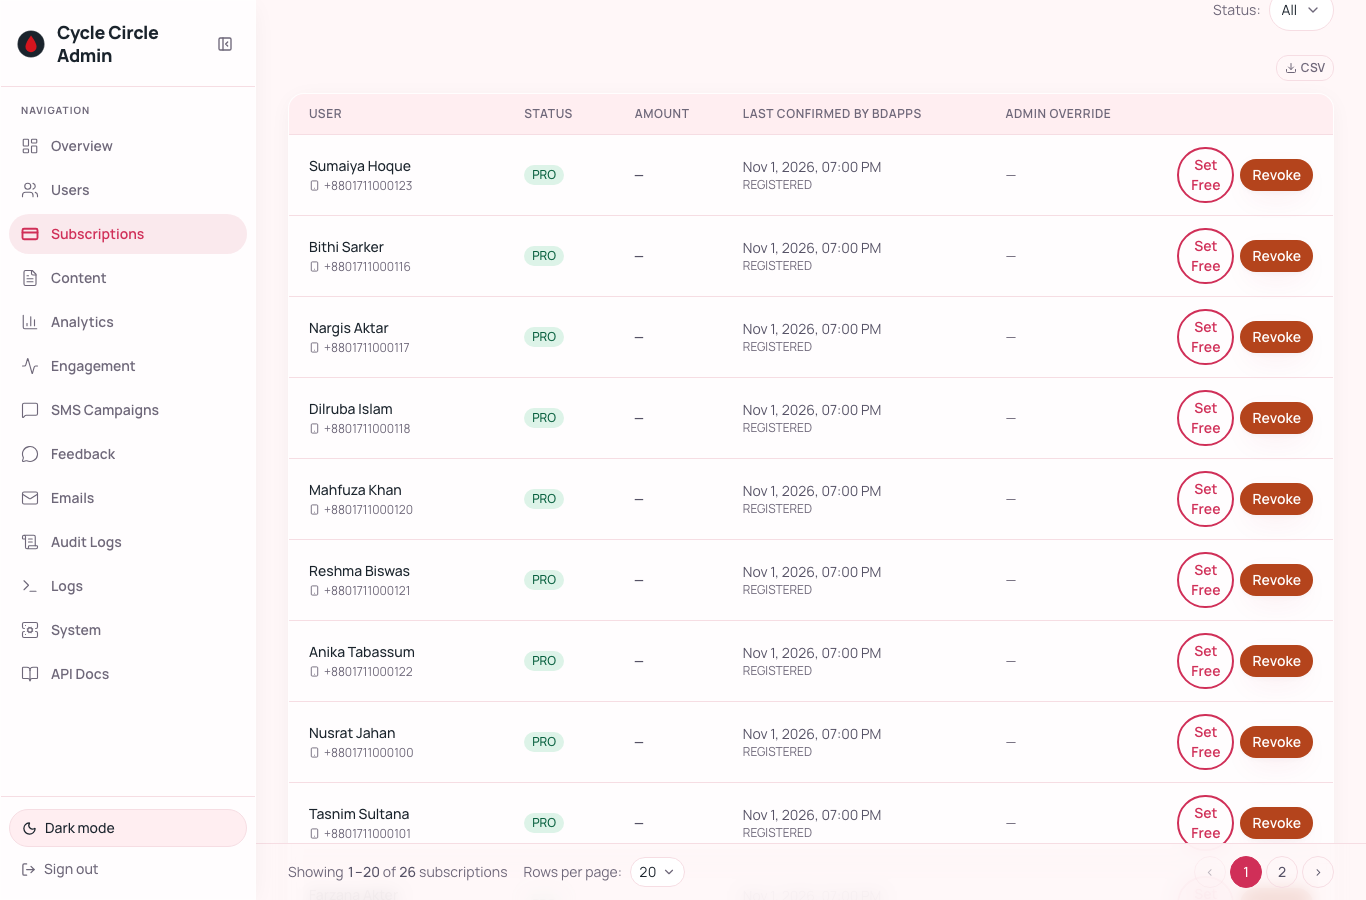 Cycle Circle
Admin
NAVIGATION
Overview
Users
Subscriptions
Content
Analytics
Engagement
SMS Campaigns
Feedback
Emails
Audit Logs
Logs
System
API Docs
Dark mode
Sign out
Status: All
CSV
USER STATUS AMOUNT LAST CONFIRMED BY BDAPPS ADMIN OVERRIDE
Sumaiya Hoque
+8801711000123
PRO
—
Nov 1, 2026, 07:00 PM
REGISTERED
—
Set
Free
Revoke
Bithi Sarker
+8801711000116
PRO
—
Nov 1, 2026, 07:00 PM
REGISTERED
—
Set
Free
Revoke
Nargis Aktar
+8801711000117
PRO
—
Nov 1, 2026, 07:00 PM
REGISTERED
—
Set
Free
Revoke
Dilruba Islam
+8801711000118
PRO
—
Nov 1, 2026, 07:00 PM
REGISTERED
—
Set
Free
Revoke
Mahfuza Khan
+8801711000120
PRO
—
Nov 1, 2026, 07:00 PM
REGISTERED
—
Set
Free
Revoke
Reshma Biswas
+8801711000121
PRO
—
Nov 1, 2026, 07:00 PM
REGISTERED
—
Set
Free
Revoke
Anika Tabassum
+8801711000122
PRO
—
Nov 1, 2026, 07:00 PM
REGISTERED
—
Set
Free
Revoke
Nusrat Jahan
+8801711000100
PRO
—
Nov 1, 2026, 07:00 PM
REGISTERED
—
Set
Free
Revoke
Tasnim Sultana
+8801711000101
PRO
—
Nov 1, 2026, 07:00 PM
REGISTERED
—
Set
Free
Revoke
Showing 1–20 of 26 subscriptions Rows per page: 20
‹ 1 2 ›